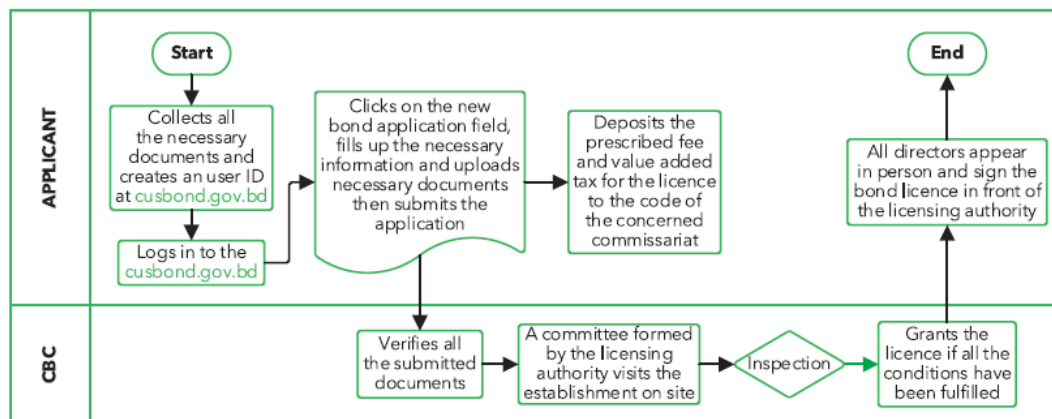 APPLICANT
Start
Collects all
the necessary
documents and
creates an user ID
at cusbond.gov.bd
Logs in to the
cusbond.gov.bd
Clicks on the new
bond application field,
fills up the necessary
information and uploads
necessary documents
then submits the
application
Deposits the
prescribed fee
and value added
tax for the licence
to the code of
the concerned
commissariat
End
All directors appear
in person and sign the
bond licence in front of
the licensing authority
CBC
Verifies all
the submitted
documents
A committee formed
by the licensing
authority visits the
establishment on site
Inspection
Grants the
licence if all the
conditions have
been fulfilled